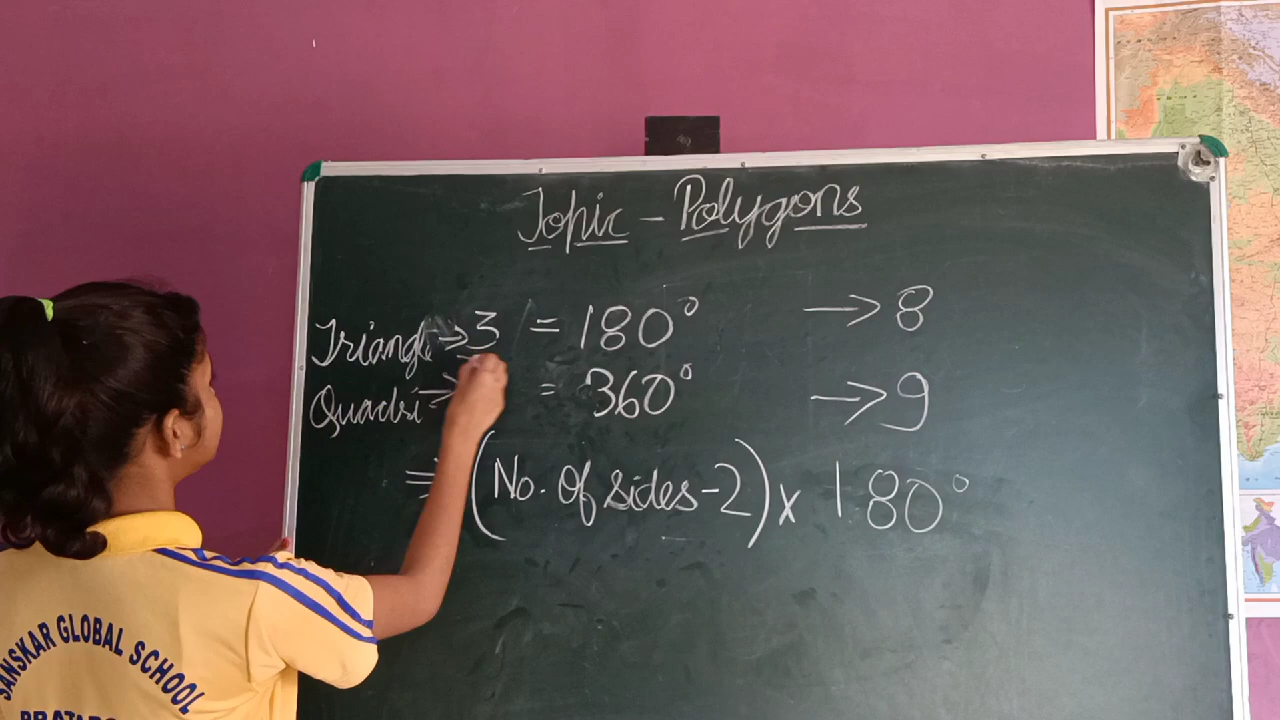 Topic - Polygons
Triangle → 3 = 180° → 8
Quadri → = 360° → 9
⇒ (No. Of sides - 2) x 180°
SANSKAR GLOBAL SCHOOL